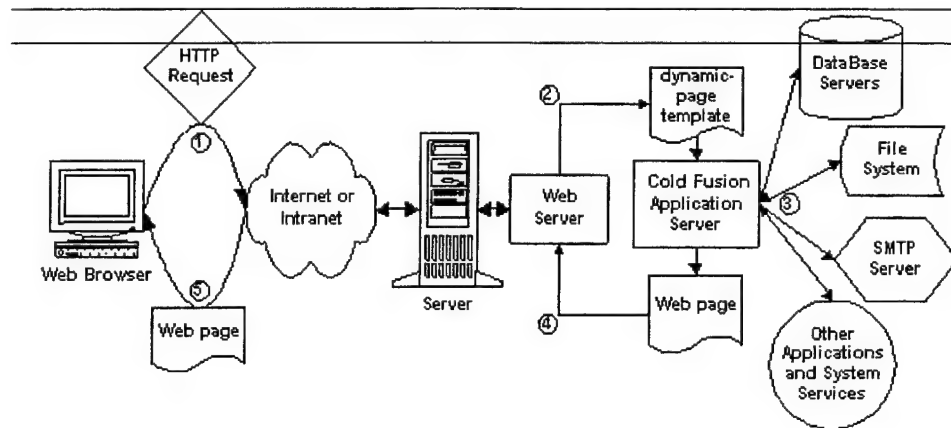 HTTP
Request
①
Web Browser
⑤
Web page
Internet or
Intranet
Server
Web
Server
②
dynamic-
page
template
Cold Fusion
Application
Server
④
Web page
③
DataBase
Servers
File
System
SMTP
Server
Other
Applications
and System
Services